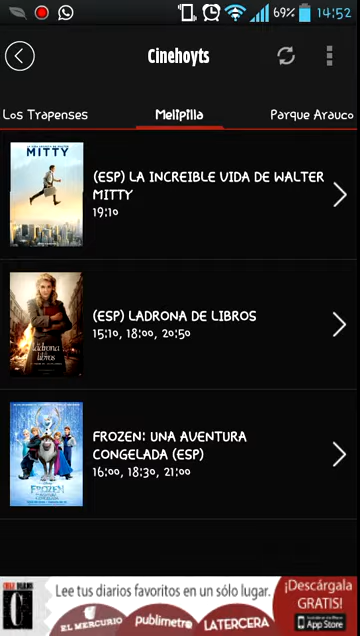 69% 14:52
Cinehoyts
Los Trapenses Melipilla Parque Arauco
MITTY
(ESP) LA INCREIBLE VIDA DE WALTER
MITTY
19:10
ladrona
libros
(ESP) LADRONA DE LIBROS
15:10, 18:00, 20:50
FROZEN
FROZEN: UNA AVENTURA
CONGELADA (ESP)
16:00, 18:30, 21:00
Lee tus diarios favoritos en un sólo lugar.
EL MERCURIO publimetro LATERCERA
¡Descárgala
GRATIS!
App Store